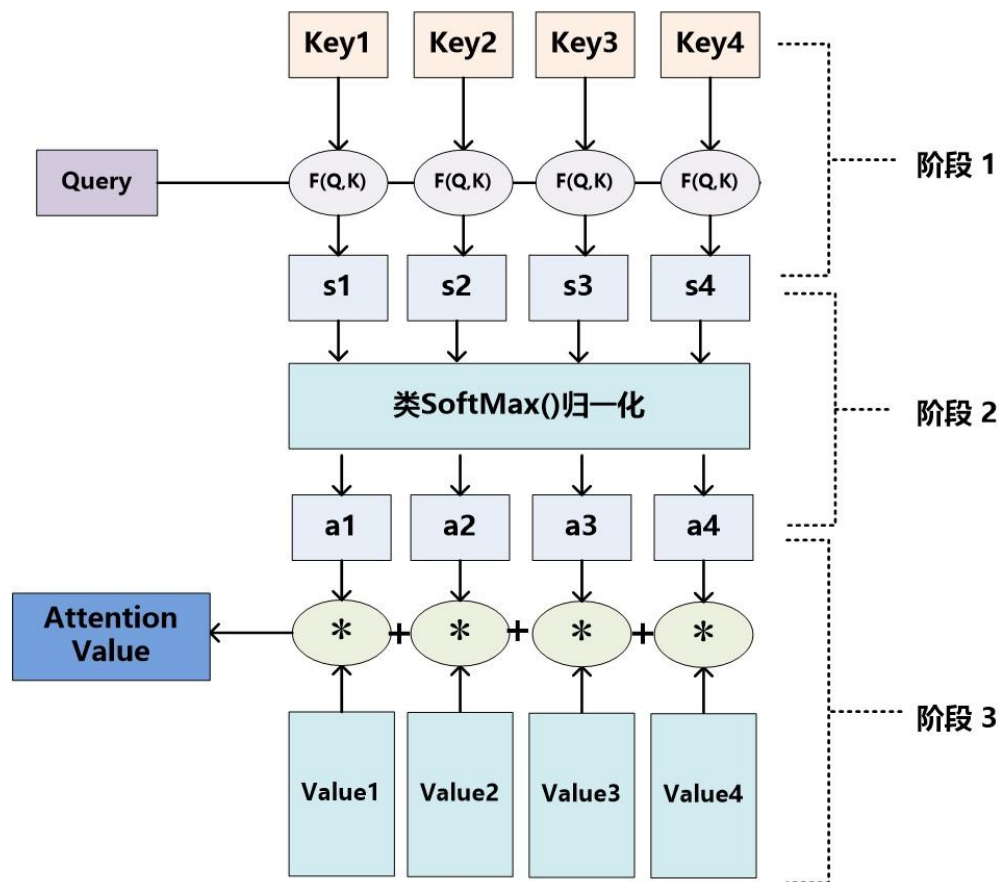 Key1
Key2
Key3
Key4
阶段 1
Query
F(Q,K)
F(Q,K)
F(Q,K)
F(Q,K)
s1
s2
s3
s4
类SoftMax()归一化
阶段 2
a1
a2
a3
a4
Attention
Value
*
+
*
+
*
+
*
阶段 3
Value1
Value2
Value3
Value4